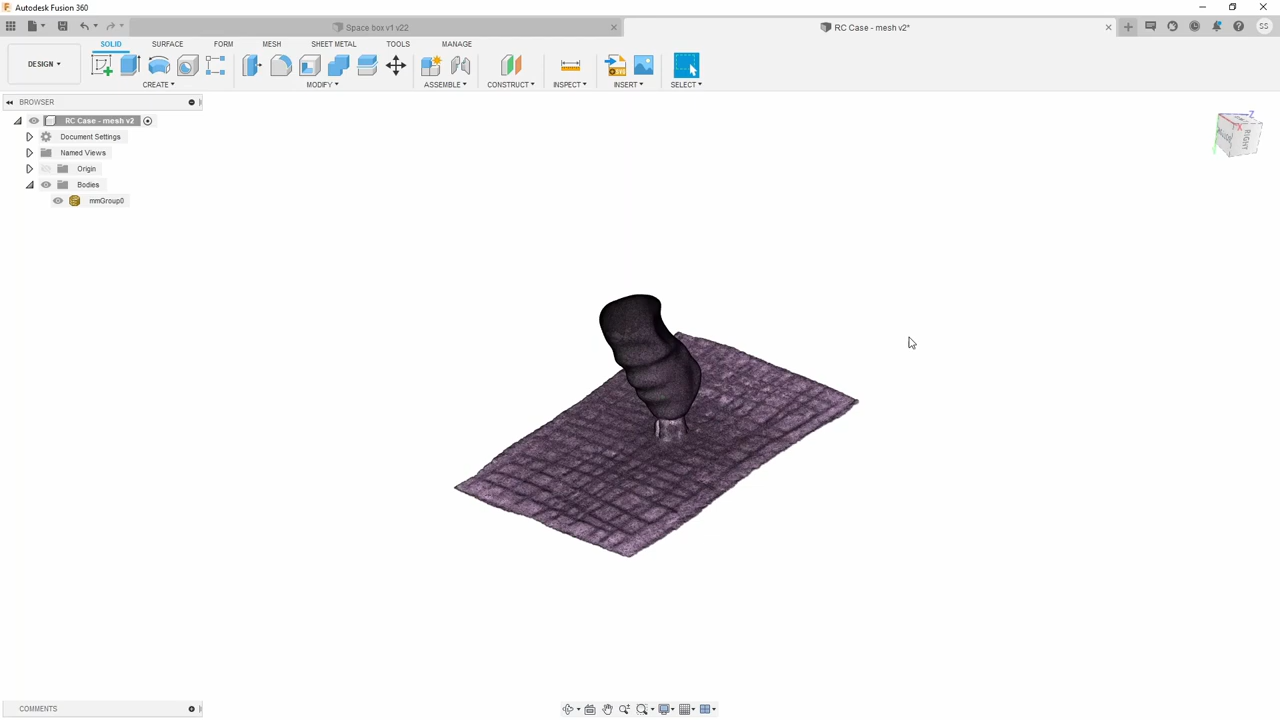 Autodesk Fusion 360
Space box v1 v22
RC Case - mesh v2*
SS
SOLID
SURFACE
FORM
MESH
SHEET METAL
TOOLS
MANAGE
DESIGN
CREATE
MODIFY
ASSEMBLE
CONSTRUCT
INSPECT
INSERT
SELECT
BROWSER
RC Case - mesh v2
Document Settings
Named Views
Origin
Bodies
mmGroup0
Z
X
RIGHT
COMMENTS